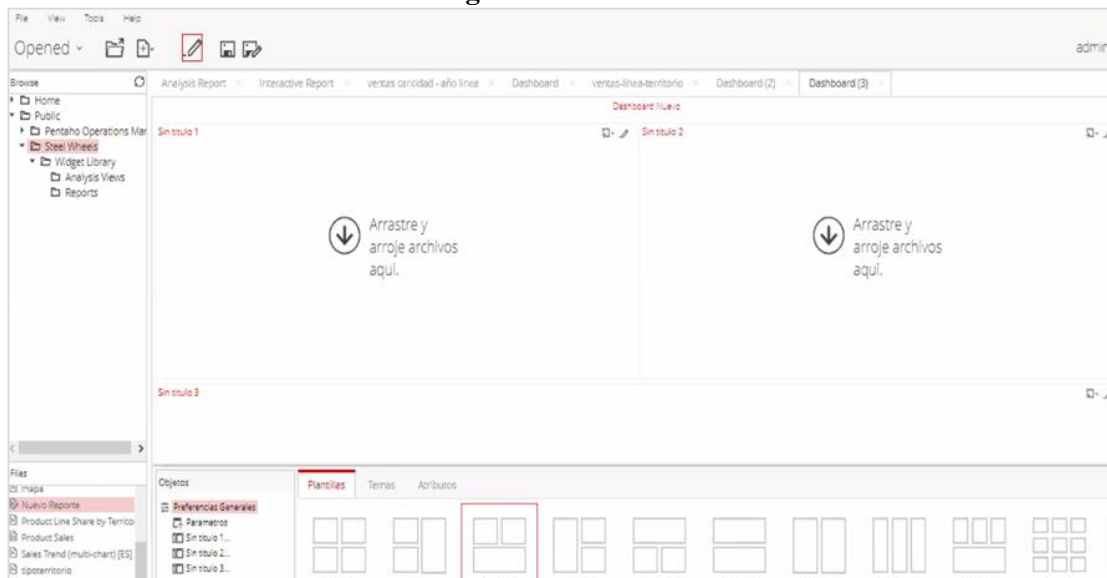 File View Tools Help
Opened
admin
Browse
Analysis Report × Interactive Report × ventas cantidad - año linea × Dashboard × ventas-linea-territorio × Dashboard (2) × Dashboard (3) ×
Home
Public
Pentaho Operations Mar
Steel Wheels
Widget Library
Analysis Views
Reports
Dashboard Nuevo
Sin titulo 1
Sin titulo 2
Arrastre y
arroje archivos
aqui.
Arrastre y
arroje archivos
aqui.
Sin titulo 3
Files
mapa
Nuevo Reporte
Product Line Share by Territo
Product Sales
Sales Trend (multi-chart) [ES]
tipoterritorio
Objetos
Preferencias Generales
Parametros
Sin titulo 1...
Sin titulo 2...
Sin titulo 3...
Plantillas Temas Atributos